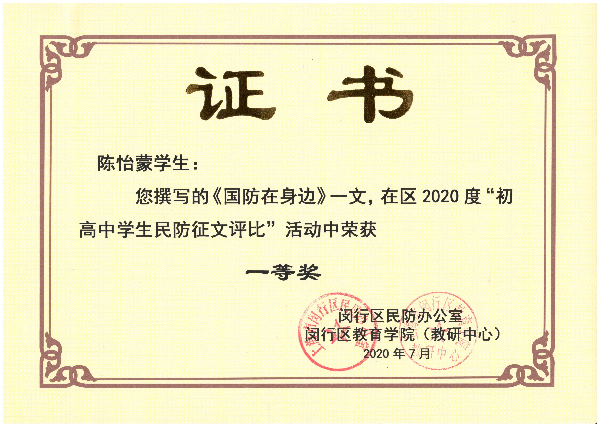 证书
陈怡蒙学生：
您撰写的《国防在身边》一文，在区 2020 度“初
高中学生民防征文评比”活动中荣获
一等奖
闵行区民防办公室
闵行区教育学院（教研中心）
2020 年 7 月